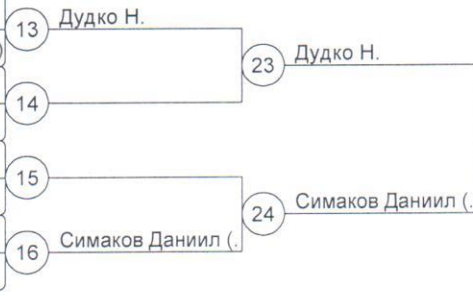 13 Дудко Н.
23 Дудко Н.
14
15
24 Симаков Даниил (.
16 Симаков Даниил (.